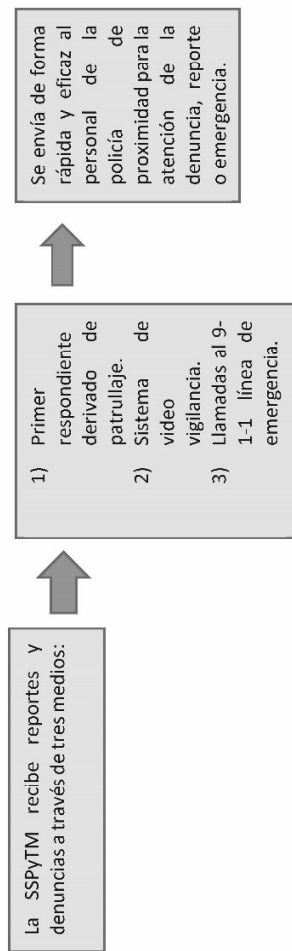 La SSPyTM recibe reportes y
denuncias a través de tres medios:
1) Primer
respondiente
derivado de
patrullaje.
2) Sistema de
video
vigilancia.
3) Llamadas al 9-
1-1 línea de
emergencia.
Se envía de forma
rápida y eficaz al
personal de la
policía de
proximidad para la
atención de la
denuncia, reporte
o emergencia.